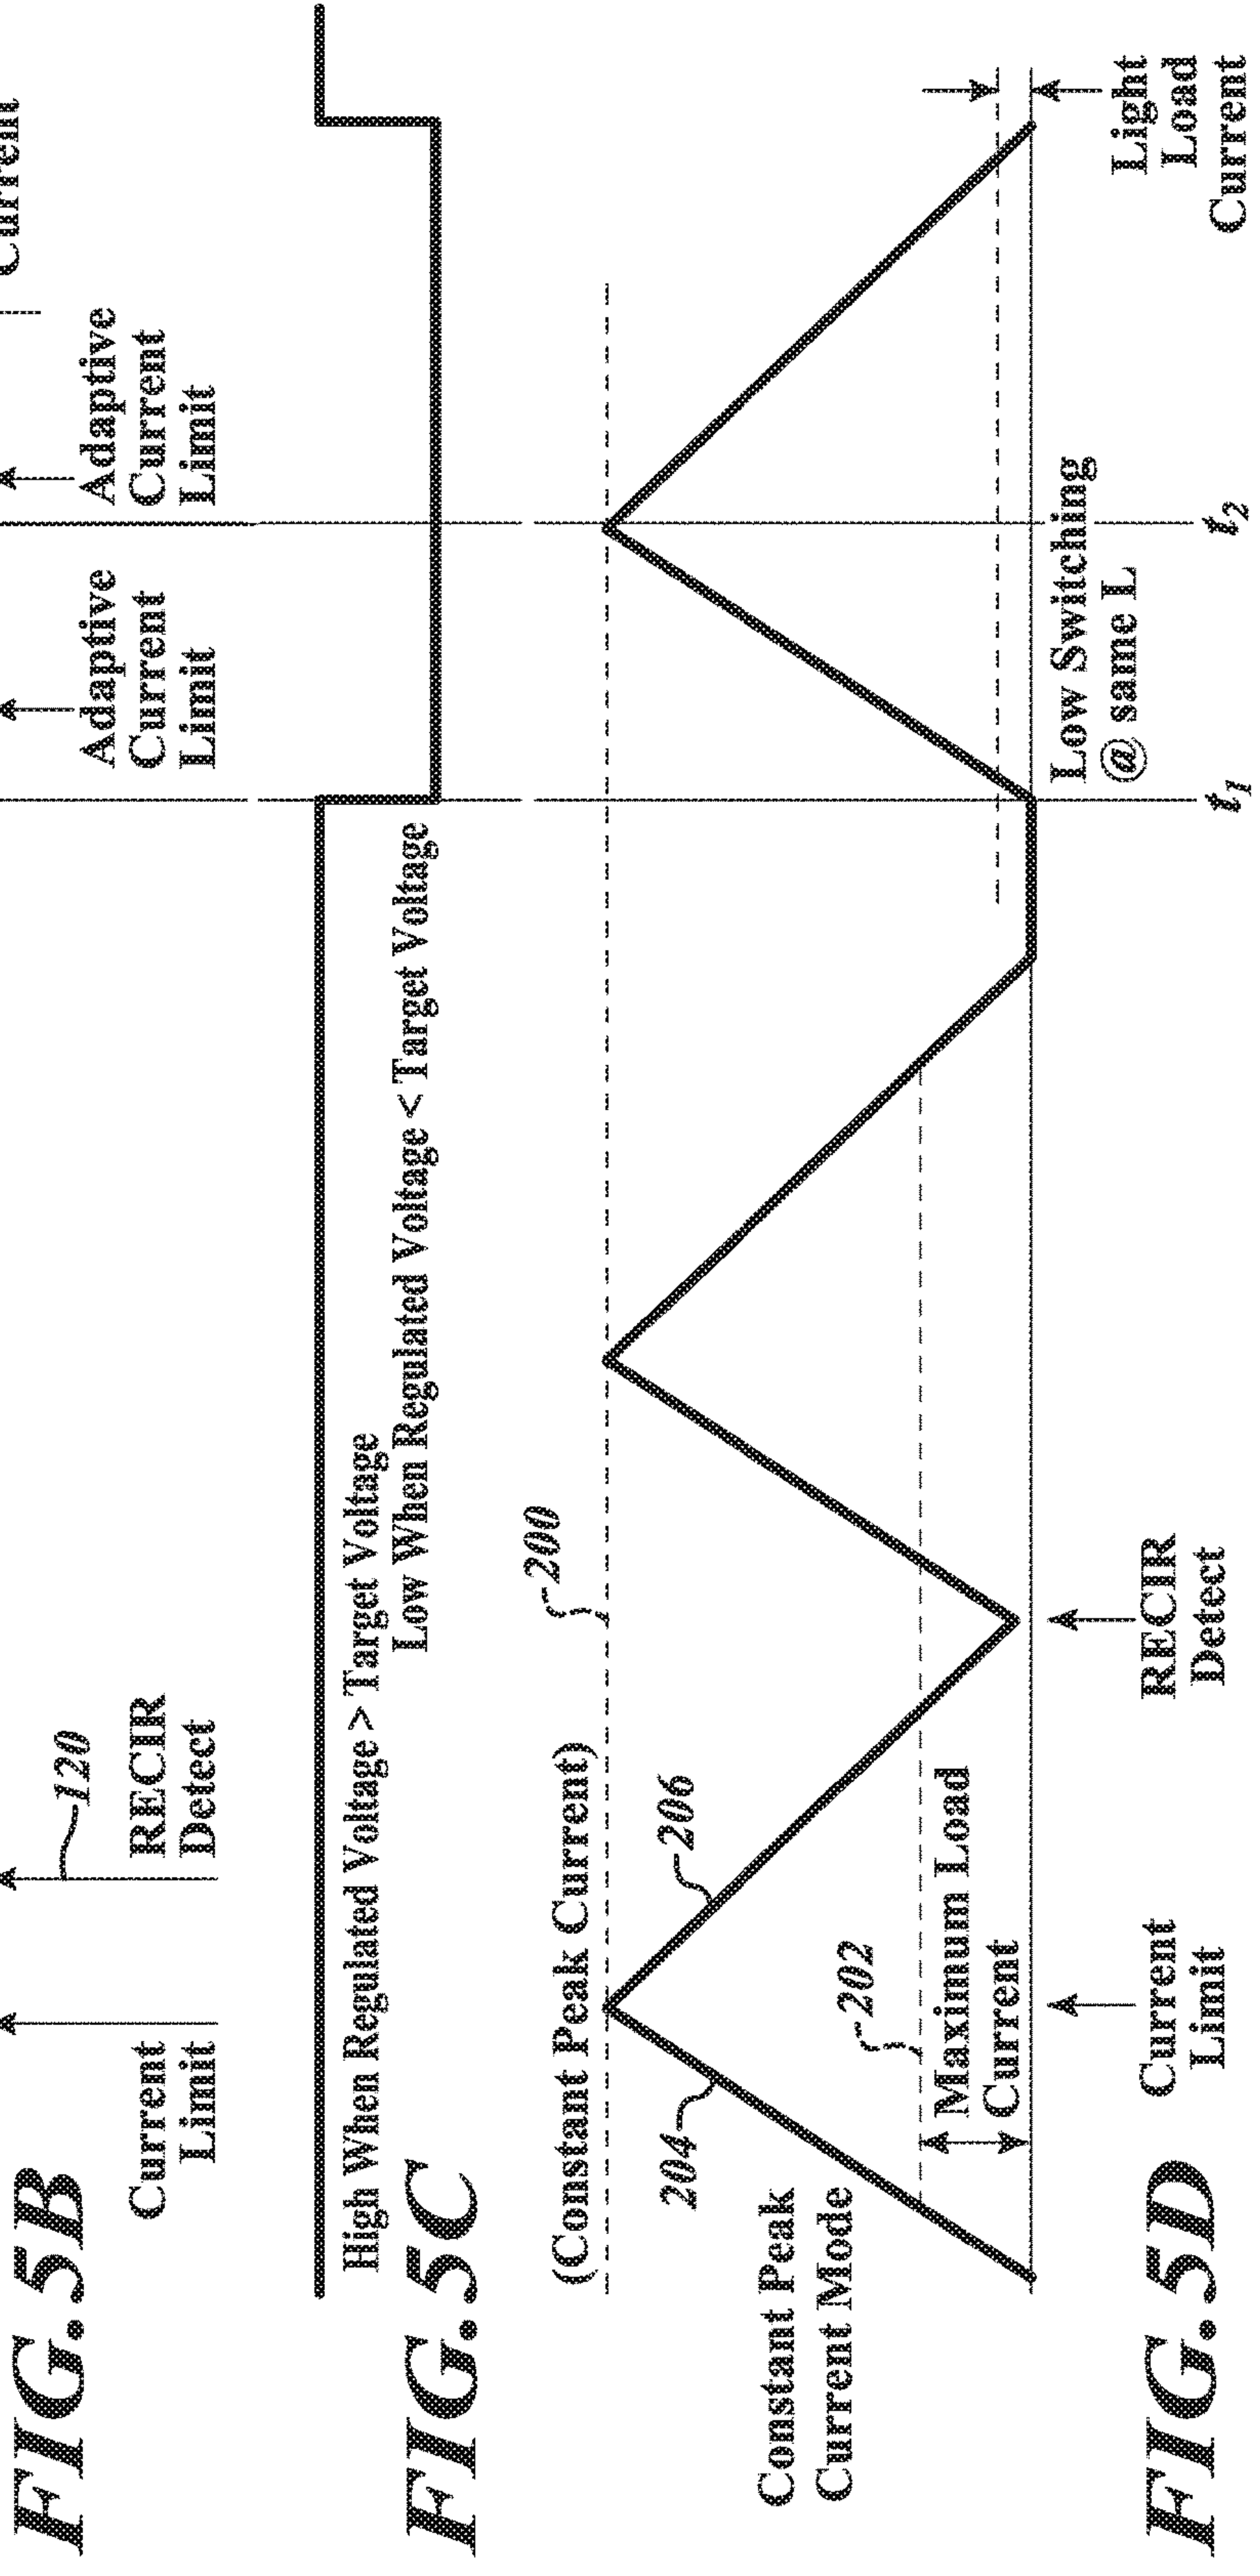 Current
Adaptive
Current
Limit
Adaptive
Current
Limit
120
RECIR
Detect
Current
Limit
FIG.5B
High When Regulated Voltage > Target Voltage
Low When Regulated Voltage < Target Voltage
FIG.5C
(Constant Peak Current)
200
204
206
202
Constant Peak
Current Mode
Maximum Load
Current
Current
Limit
RECIR
Detect
Low Switching
@ same L
Light
Load
Current
t1
t2
FIG.5D